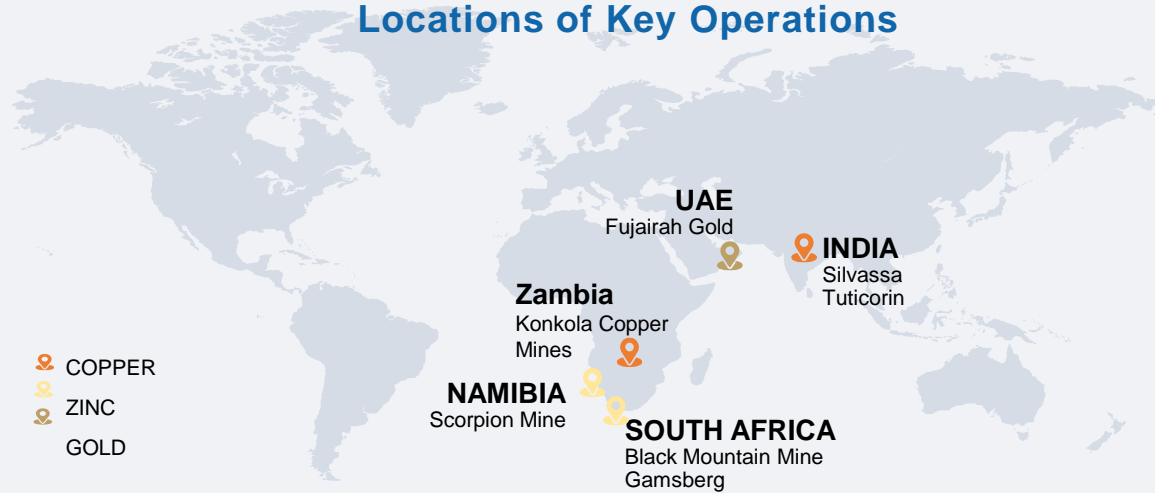 Locations of Key Operations
UAE
Fujairah Gold
INDIA
Silvassa
Tuticorin
Zambia
Konkola Copper
Mines
NAMIBIA
Scorpion Mine
SOUTH AFRICA
Black Mountain Mine
Gamsberg
COPPER
ZINC
GOLD